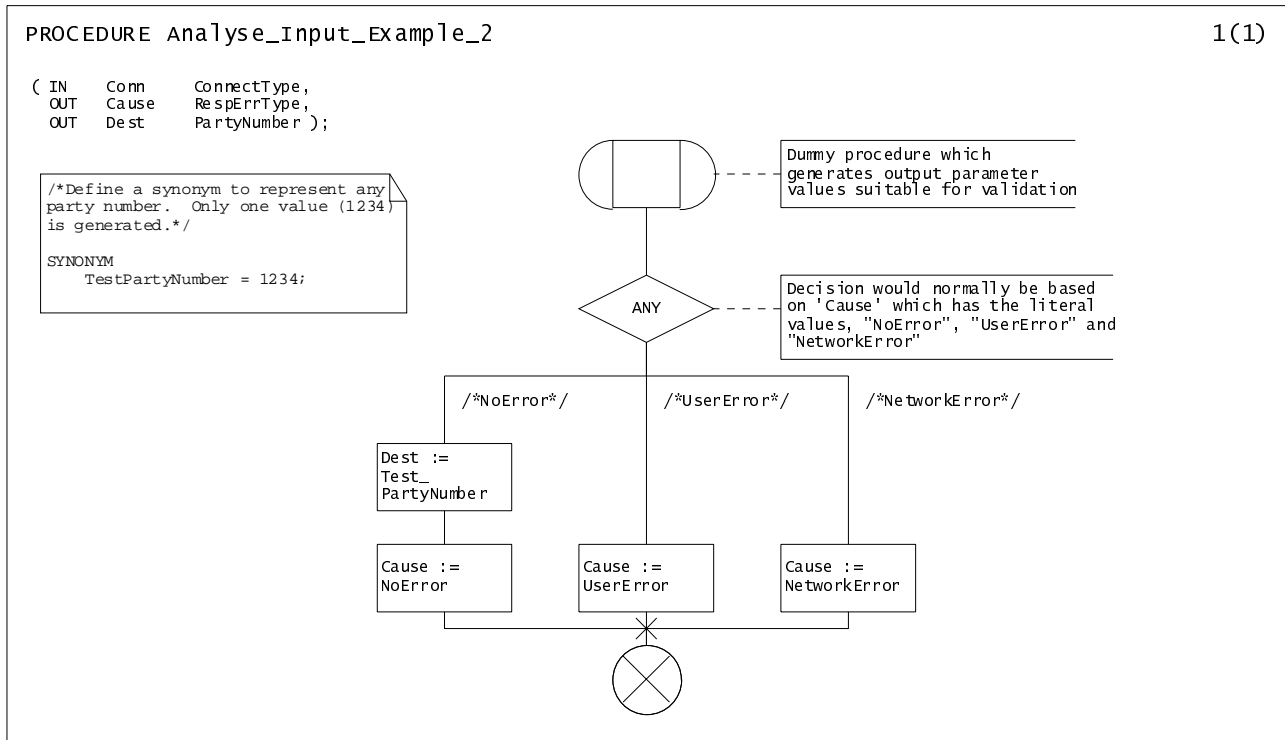 PROCEDURE Analyse_Input_Example_2
1(1)
( IN Conn ConnectType,
OUT Cause RespErrType,
OUT Dest PartyNumber );
/*Define a synonym to represent any
party number. Only one value (1234)
is generated.*/
SYNONYM
TestPartyNumber = 1234;
Dummy procedure which
generates output parameter
values suitable for validation
ANY
Decision would normally be based
on 'Cause' which has the literal
values, "NoError", "UserError" and
"NetworkError"
/*NoError*/
/*UserError*/
/*NetworkError*/
Dest :=
Test_
PartyNumber
Cause :=
NoError
Cause :=
UserError
Cause :=
NetworkError